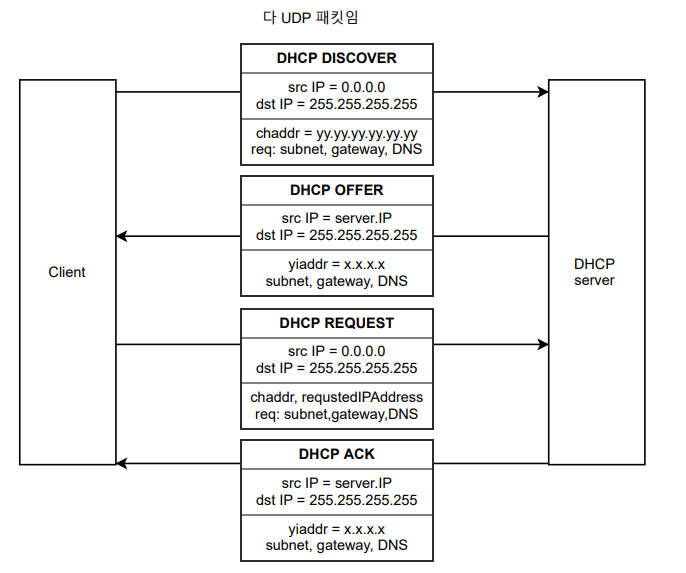 다 UDP 패킷임
DHCP DISCOVER
src IP = 0.0.0.0
dst IP = 255.255.255.255
chaddr = yy.yy.yy.yy.yy.yy
req: subnet, gateway, DNS
DHCP OFFER
src IP = server.IP
dst IP = 255.255.255.255
yiaddr = x.x.x.x
subnet, gateway, DNS
Client
DHCP
server
DHCP REQUEST
src IP = 0.0.0.0
dst IP = 255.255.255.255
chaddr, requstedIPAddress
req: subnet,gateway,DNS
DHCP ACK
src IP = server.IP
dst IP = 255.255.255.255
yiaddr = x.x.x.x
subnet, gateway, DNS